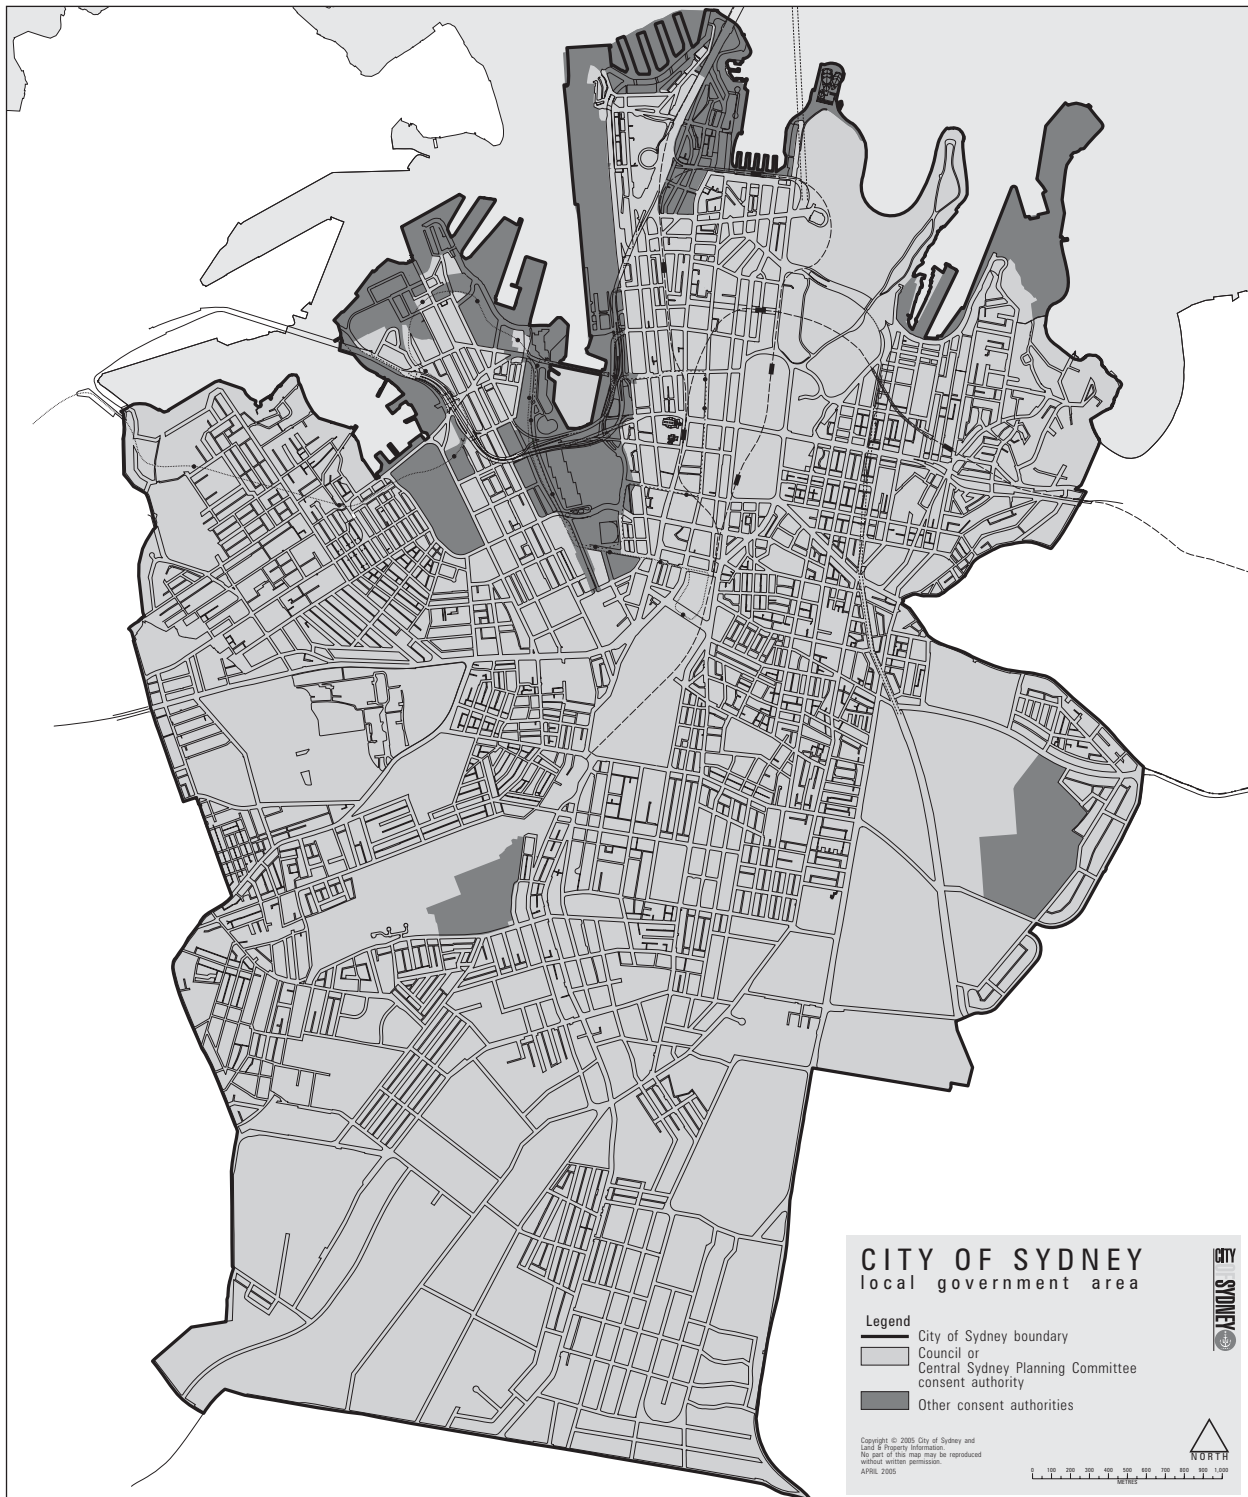 CITY OF SYDNEY
local government area
CITY
OF
SYDNEY
Legend
City of Sydney boundary
Council or
Central Sydney Planning Committee
consent authority
Other consent authorities
Copyright © 2005 City of Sydney and
Land & Property Information.
No part of this map may be reproduced
without written permission.
APRIL 2005
NORTH
0 100 200 300 400 500 600 700 800 900 1,000
METRES